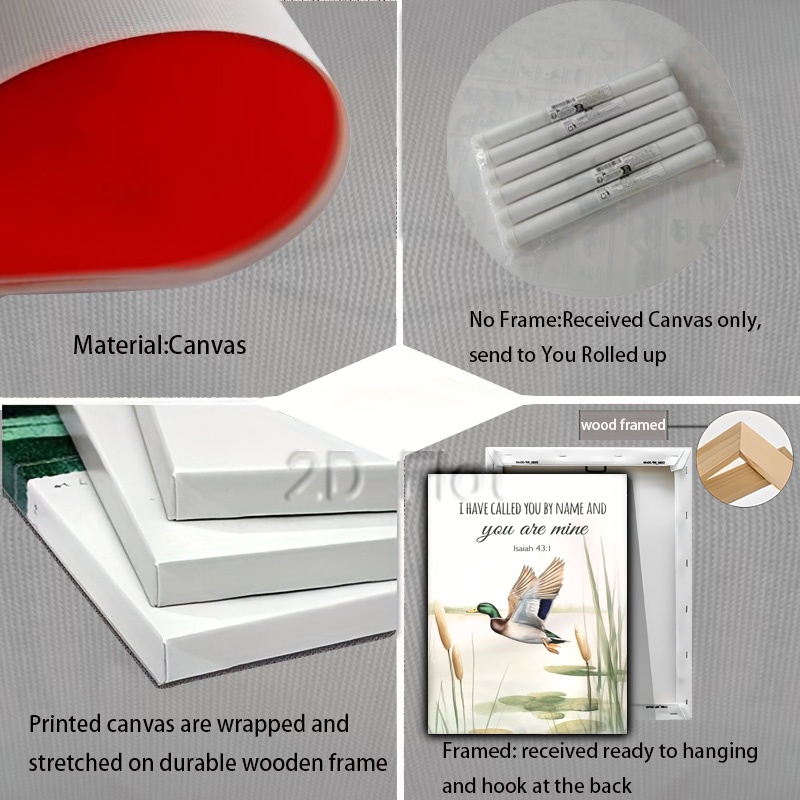 Material:Canvas
No Frame:Received Canvas only,
send to You Rolled up
2D Flat
Printed canvas are wrapped and
stretched on durable wooden frame
wood framed
I HAVE CALLED YOU BY NAME AND
you are mine
Isaiah 43:1
Framed: received ready to hanging
and hook at the back